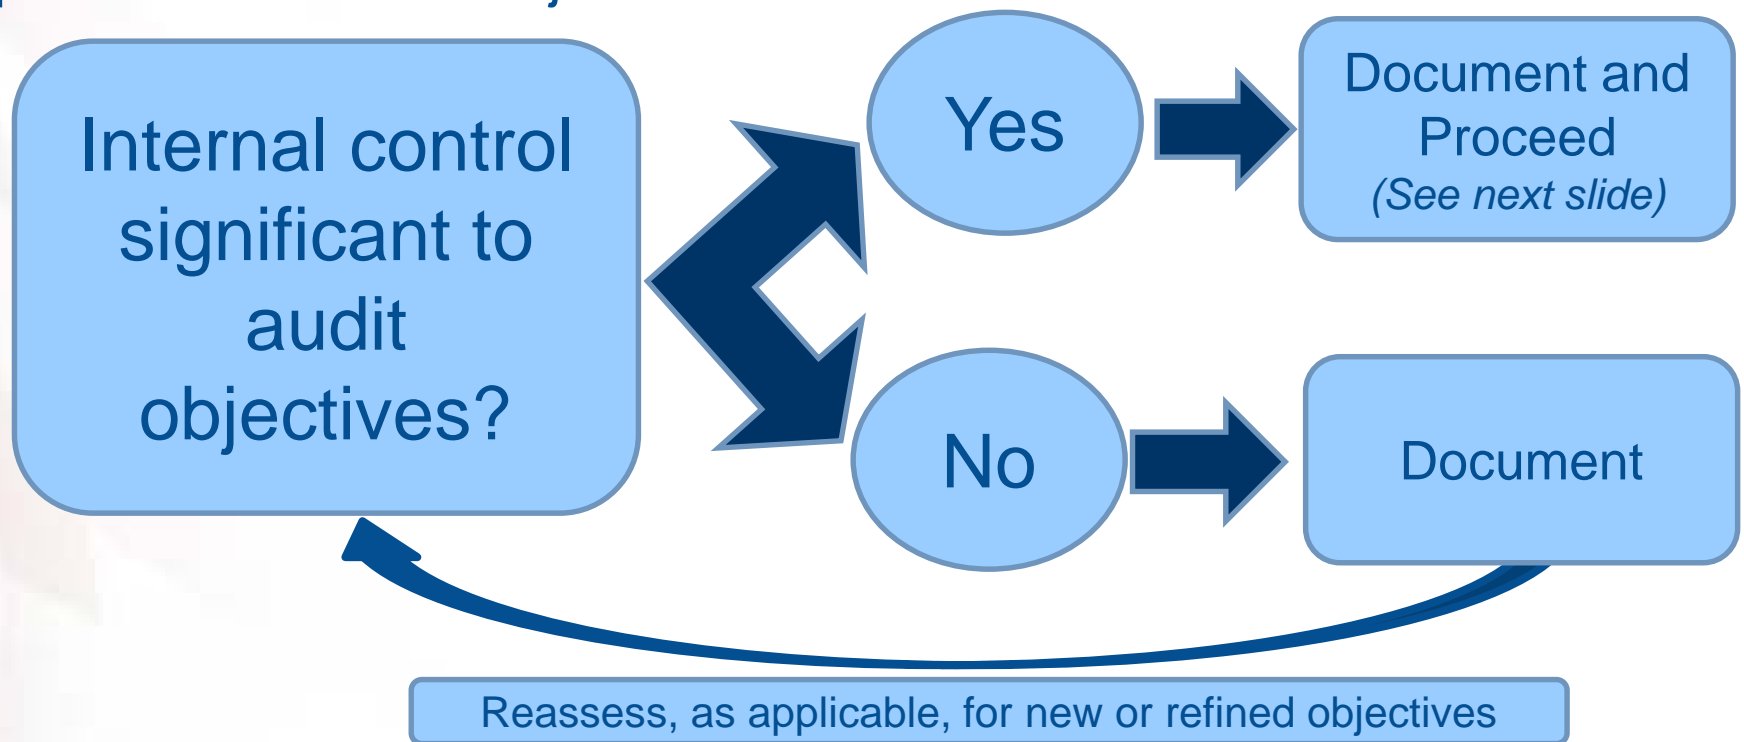 Internal control
significant to
audit
objectives?
Yes
Document and
Proceed
(See next slide)
No
Document
Reassess, as applicable, for new or refined objectives